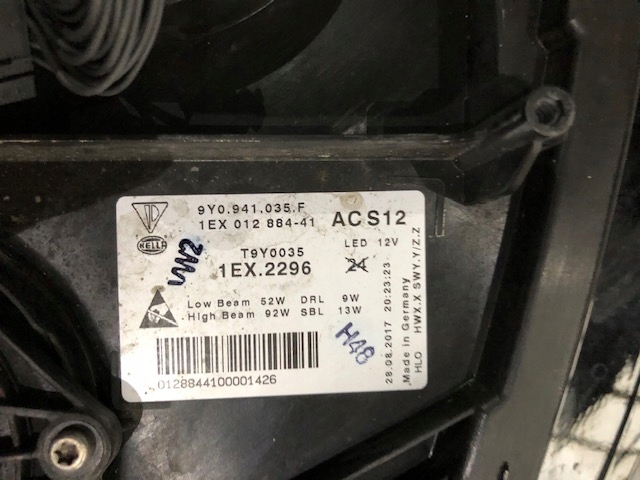 9Y0.941.035.F
1EX 012 884-41
AC S12
HELLA
T9Y0035
LED 12V
1EX.2296
24
Low Beam 52W DRL 9W
High Beam 92W SBL 13W
H48
0128844100001426
28.08.2017 20:23:23
Made in Germany
HLO HWX.X SWY.Y/Z.Z